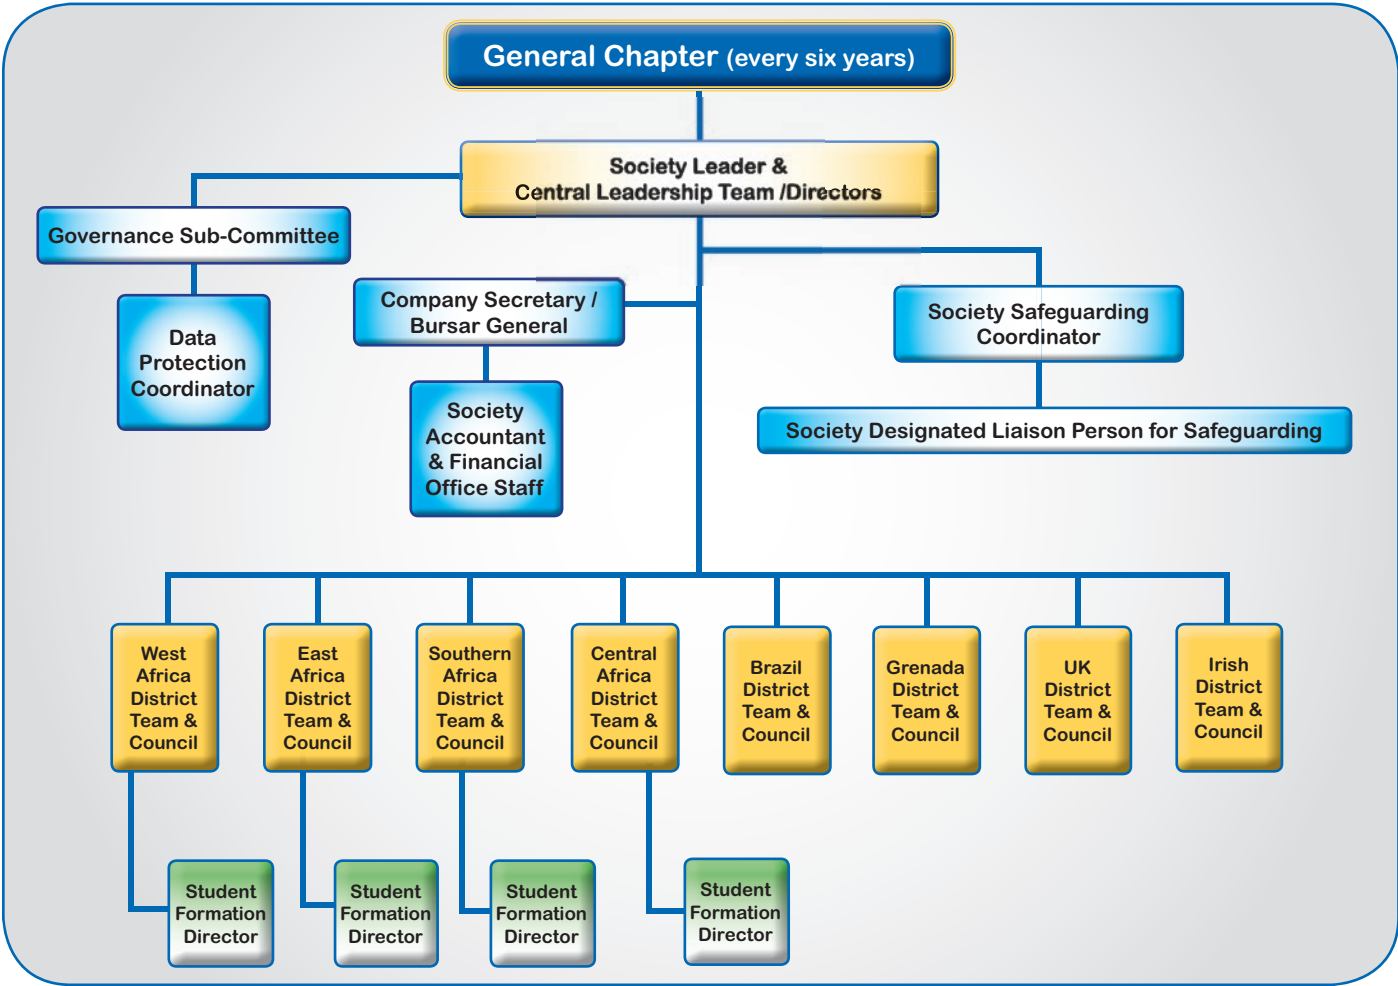 General Chapter (every six years)
Society Leader &
Central Leadership Team /Directors
Governance Sub-Committee
Data
Protection
Coordinator
Company Secretary /
Bursar General
Society
Accountant
& Financial
Office Staff
Society Safeguarding
Coordinator
Society Designated Liaison Person for Safeguarding
West
Africa
District
Team &
Council
East
Africa
District
Team &
Council
Southern
Africa
District
Team &
Council
Central
Africa
District
Team &
Council
Brazil
District
Team &
Council
Grenada
District
Team &
Council
UK
District
Team &
Council
Irish
District
Team &
Council
Student
Formation
Director
Student
Formation
Director
Student
Formation
Director
Student
Formation
Director